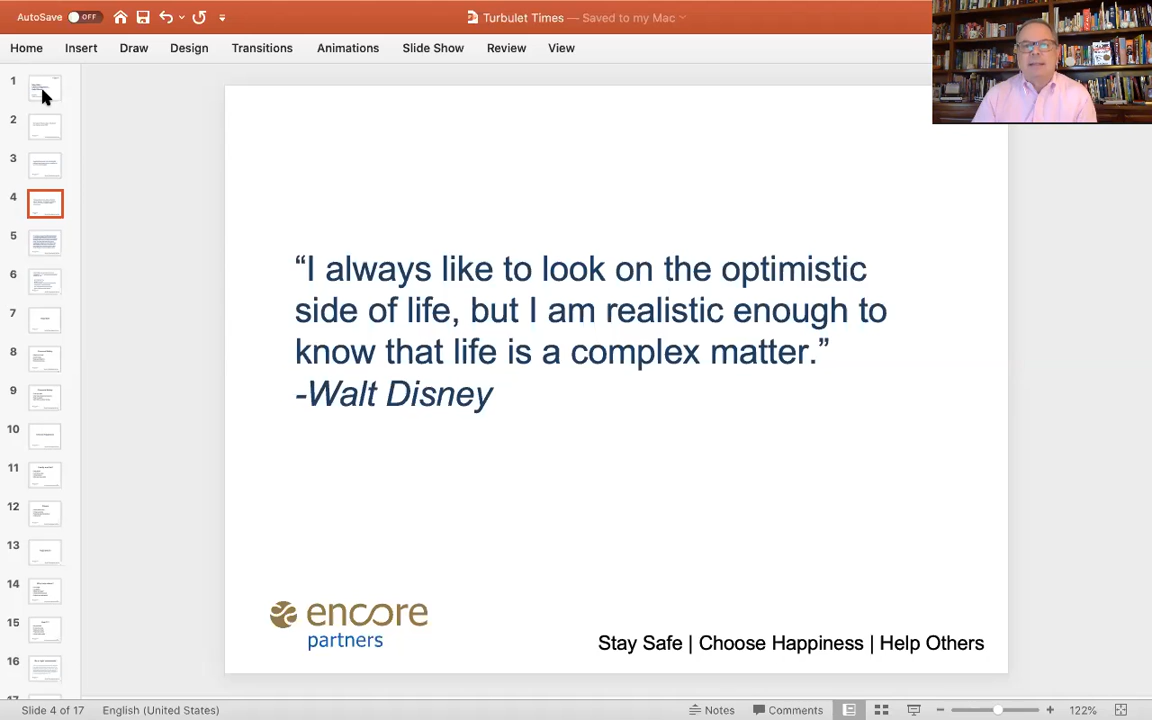 AutoSave OFF
Turbulet Times — Saved to my Mac
Home Insert Draw Design Transitions Animations Slide Show Review View
1
2
3
4
5
6
7
8
9
10
11
12
13
14
15
16
17
“I always like to look on the optimistic
side of life, but I am realistic enough to
know that life is a complex matter.”
-Walt Disney
encore
partners
Stay Safe | Choose Happiness | Help Others
Slide 4 of 17 English (United States) Notes Comments 122%